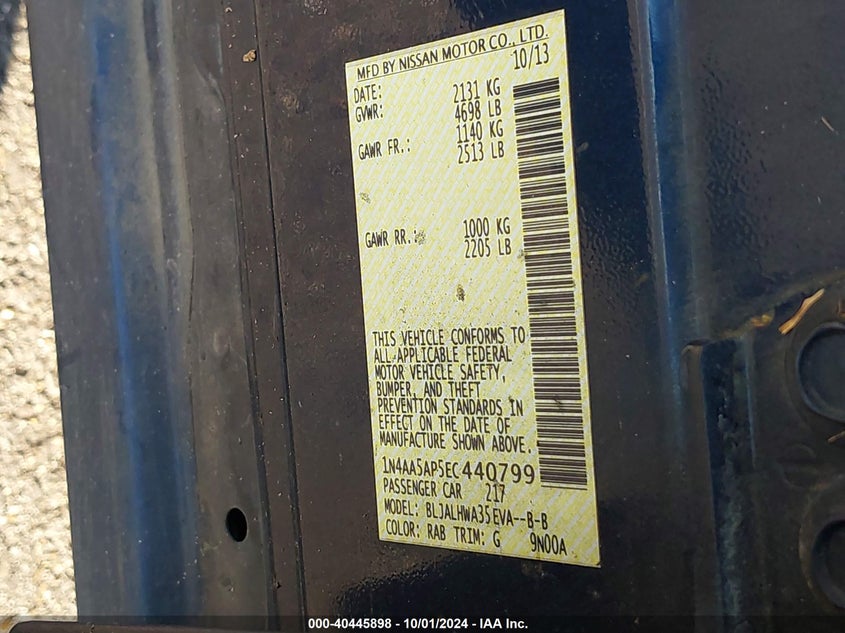 MFD BY NISSAN MOTOR CO., LTD.
DATE: 10/13
GVWR: 2131 KG
4698 LB
GAWR FR.: 1140 KG
2513 LB
GAWR RR.: 1000 KG
2205 LB
THIS VEHICLE CONFORMS TO
ALL APPLICABLE FEDERAL
MOTOR VEHICLE SAFETY,
BUMPER, AND THEFT
PREVENTION STANDARDS IN
EFFECT ON THE DATE OF
MANUFACTURE SHOWN ABOVE.
1N4AA5AP5EC440799
PASSENGER CAR 217
MODEL: BLJALHWA35EVA--B-B
COLOR: RAB TRIM: G 9N00A
000-40445898 - 10/01/2024 - IAA Inc.